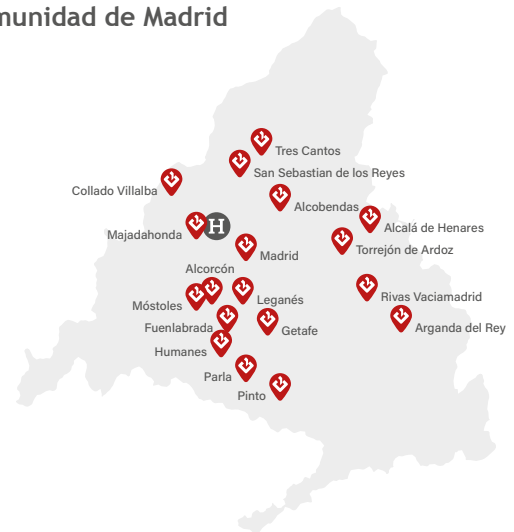 munidad de Madrid
Tres Cantos
San Sebastian de los Reyes
Collado Villalba
Alcobendas
Alcalá de Henares
H
Majadahonda
Torrejón de Ardoz
Madrid
Alcorcón
Rivas Vaciamadrid
Leganés
Móstoles
Fuenlabrada
Getafe
Arganda del Rey
Humanes
Parla
Pinto